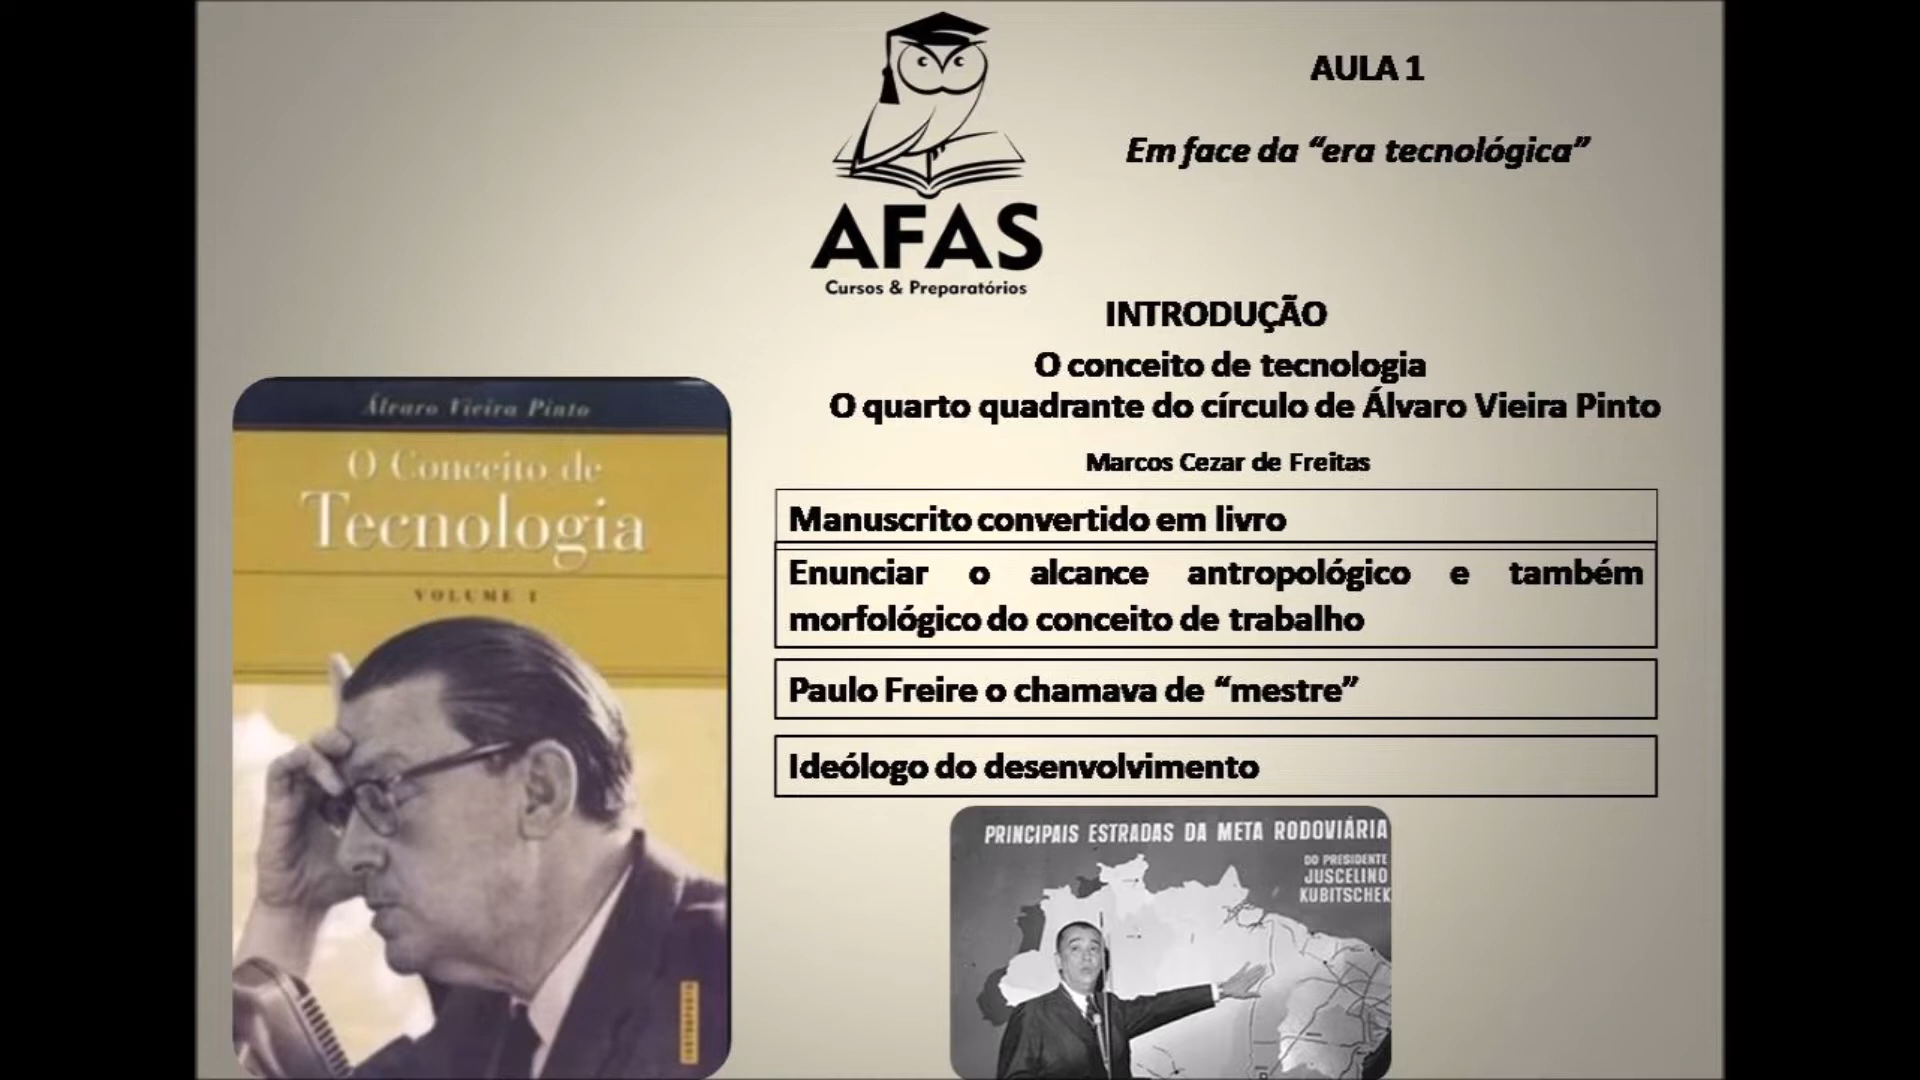 AFAS
Cursos & Preparatórios
AULA 1
Em face da “era tecnológica”
INTRODUÇÃO
O conceito de tecnologia
O quarto quadrante do círculo de Álvaro Vieira Pinto
Marcos Cezar de Freitas
Manuscrito convertido em livro
Enunciar o alcance antropológico e também
morfológico do conceito de trabalho
Paulo Freire o chamava de “mestre”
Ideólogo do desenvolvimento
Álvaro Vieira Pinto
O Conceito de
Tecnologia
VOLUME I
CONTRAPONTO
PRINCIPAIS ESTRADAS DA META RODOVIÁRIA
DO PRESIDENTE
JUSCELINO
KUBITSCHEK